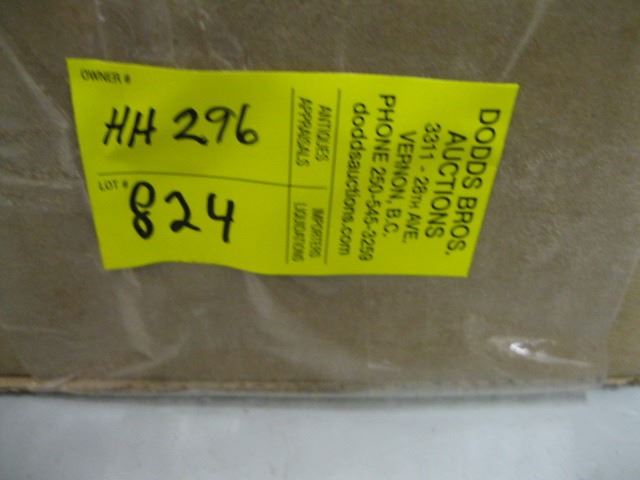 OWNER #
HH 296
LOT #
824
ANTIQUES
APPRAISALS
IMPORTERS
LIQUIDATIONS
DODDS BROS.
AUCTIONS
3311 - 28TH AVE.
VERNON, B.C.
PHONE 250-545-3259
doddsauctions.com